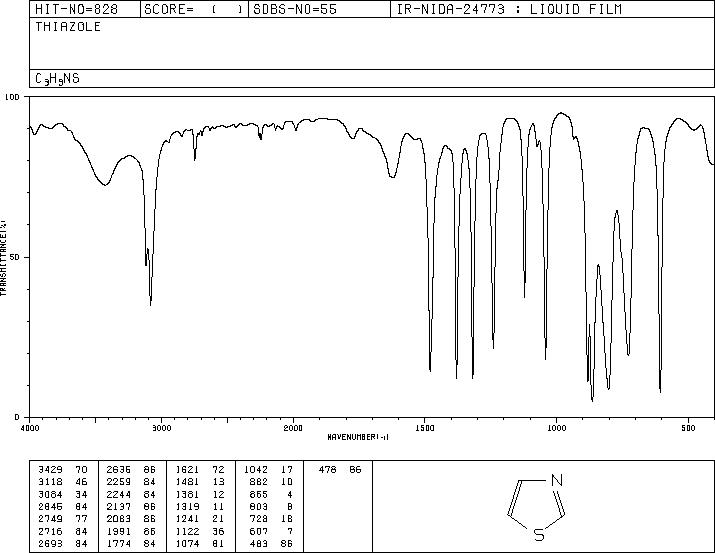 HIT-NO=828 SCORE= ( ) SDBS-NO=55 IR-NIDA-24773 : LIQUID FILM
THIAZOLE
C3H3NS
100
50
0
TRANSMITTANCE(%)
4000 3000 2000 1500 1000 500
WAVENUMBER(-1)
3429 70 2636 86 1621 72 1042 17 478 86
3118 46 2259 84 1481 13 882 10
3084 34 2244 84 1381 12 865 4
2845 84 2137 86 1319 11 803 8
2749 77 2083 86 1241 21 728 18
2716 84 1991 86 1122 36 607 7
2693 84 1774 84 1074 81 483 86
N
S